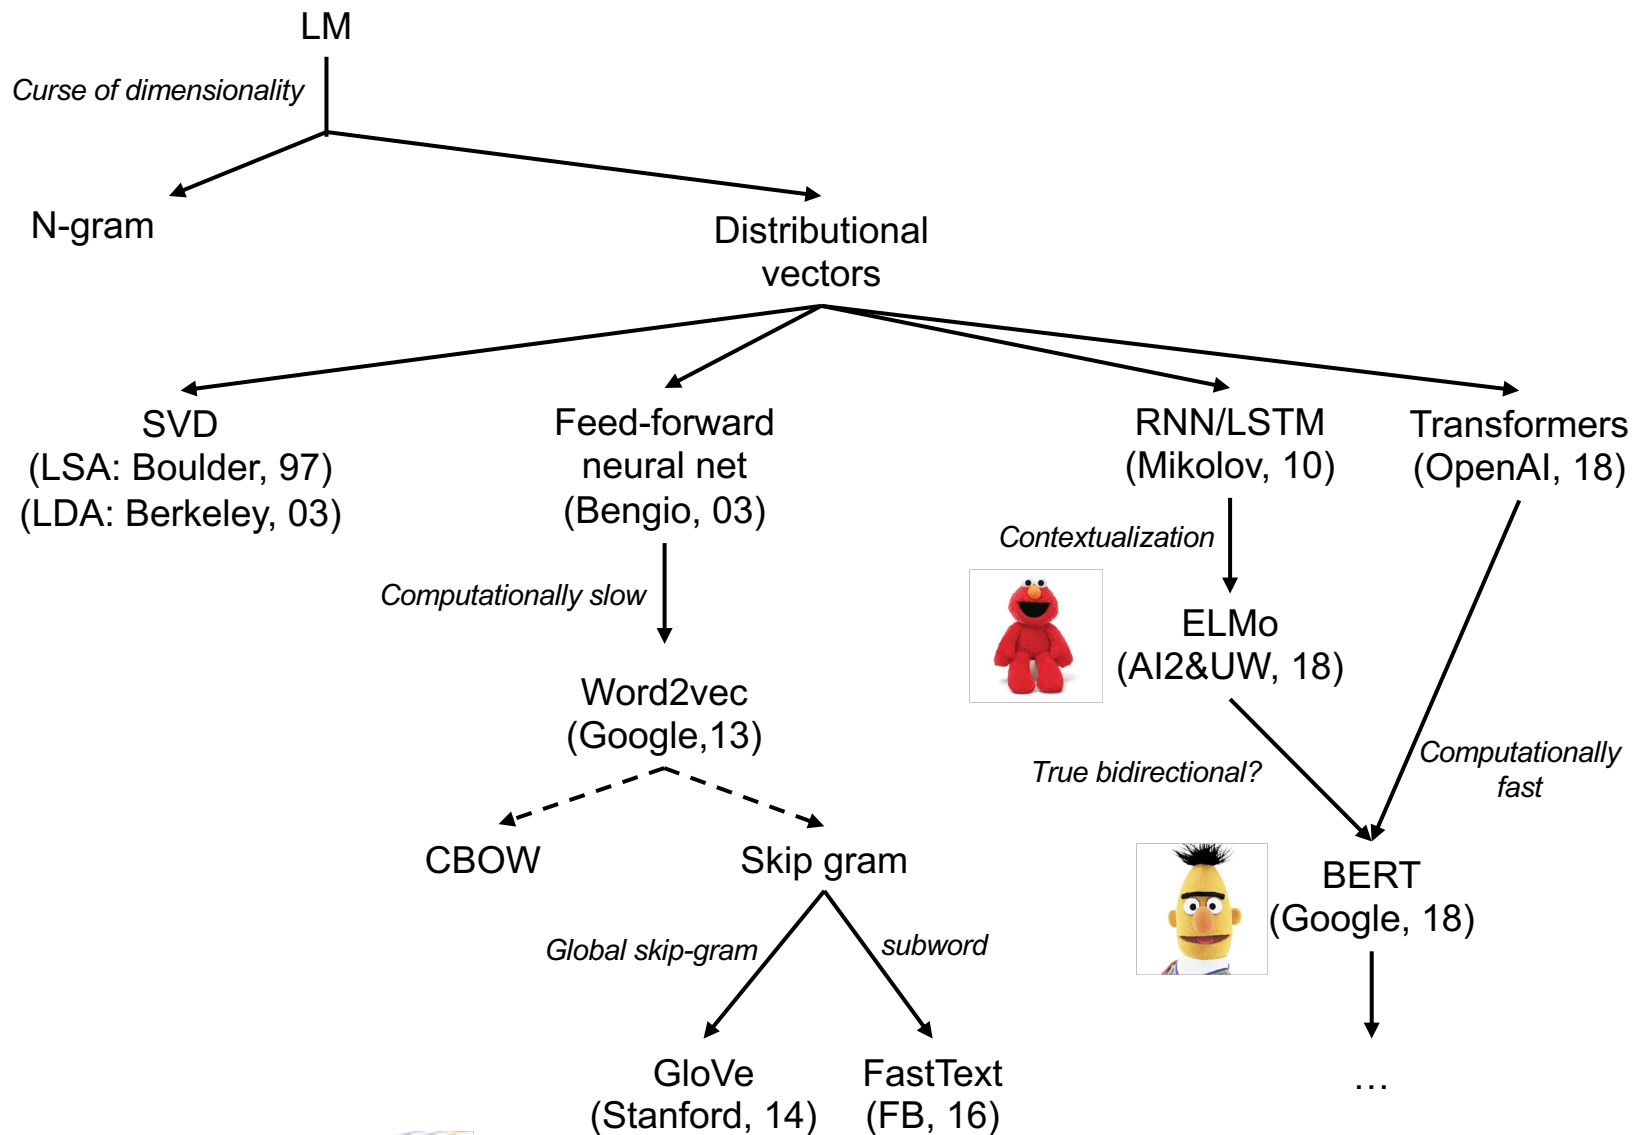 LM
Curse of dimensionality
N-gram
Distributional
vectors
SVD
(LSA: Boulder, 97)
(LDA: Berkeley, 03)
Feed-forward
neural net
(Bengio, 03)
RNN/LSTM
(Mikolov, 10)
Transformers
(OpenAI, 18)
Computationally slow
Contextualization
Word2vec
(Google,13)
ELMo
(AI2&UW, 18)
True bidirectional?
Computationally
fast
CBOW
Skip gram
BERT
(Google, 18)
Global skip-gram
subword
GloVe
(Stanford, 14)
FastText
(FB, 16)
...